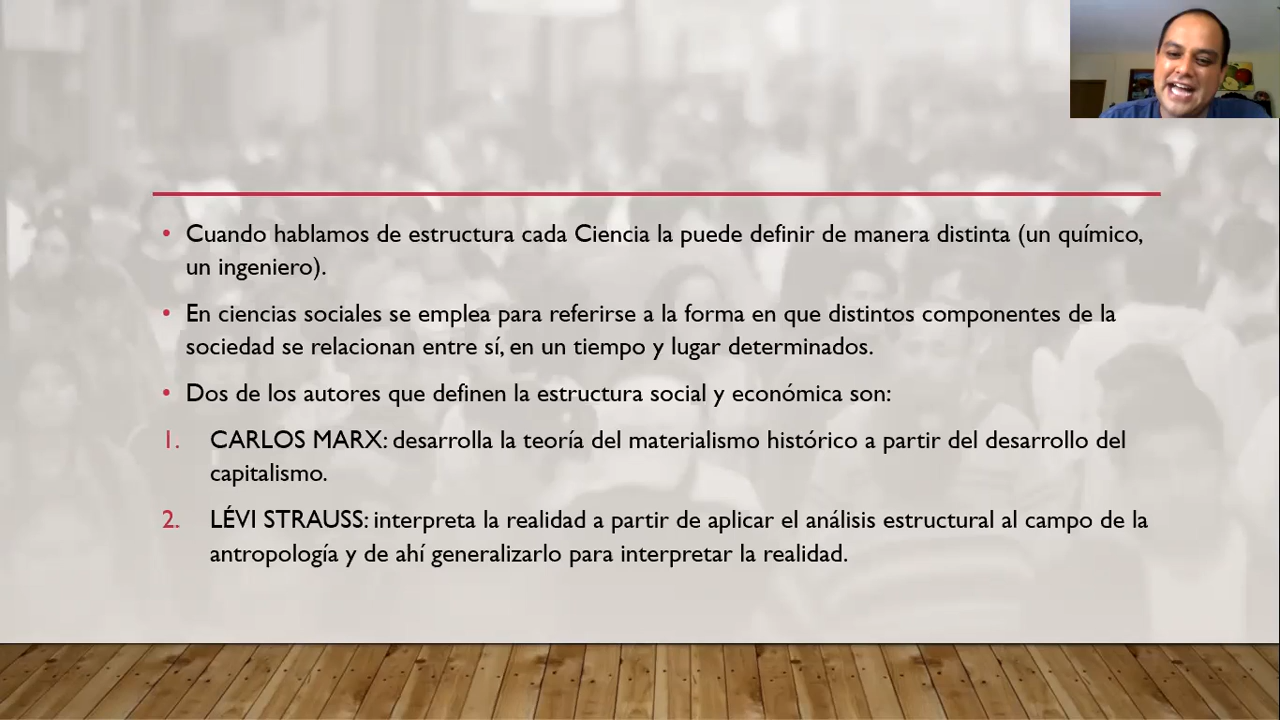 • Cuando hablamos de estructura cada Ciencia la puede definir de manera distinta (un químico,
un ingeniero).
• En ciencias sociales se emplea para referirse a la forma en que distintos componentes de la
sociedad se relacionan entre sí, en un tiempo y lugar determinados.
• Dos de los autores que definen la estructura social y económica son:
1. CARLOS MARX: desarrolla la teoría del materialismo histórico a partir del desarrollo del
capitalismo.
2. LÉVI STRAUSS: interpreta la realidad a partir de aplicar el análisis estructural al campo de la
antropología y de ahí generalizarlo para interpretar la realidad.